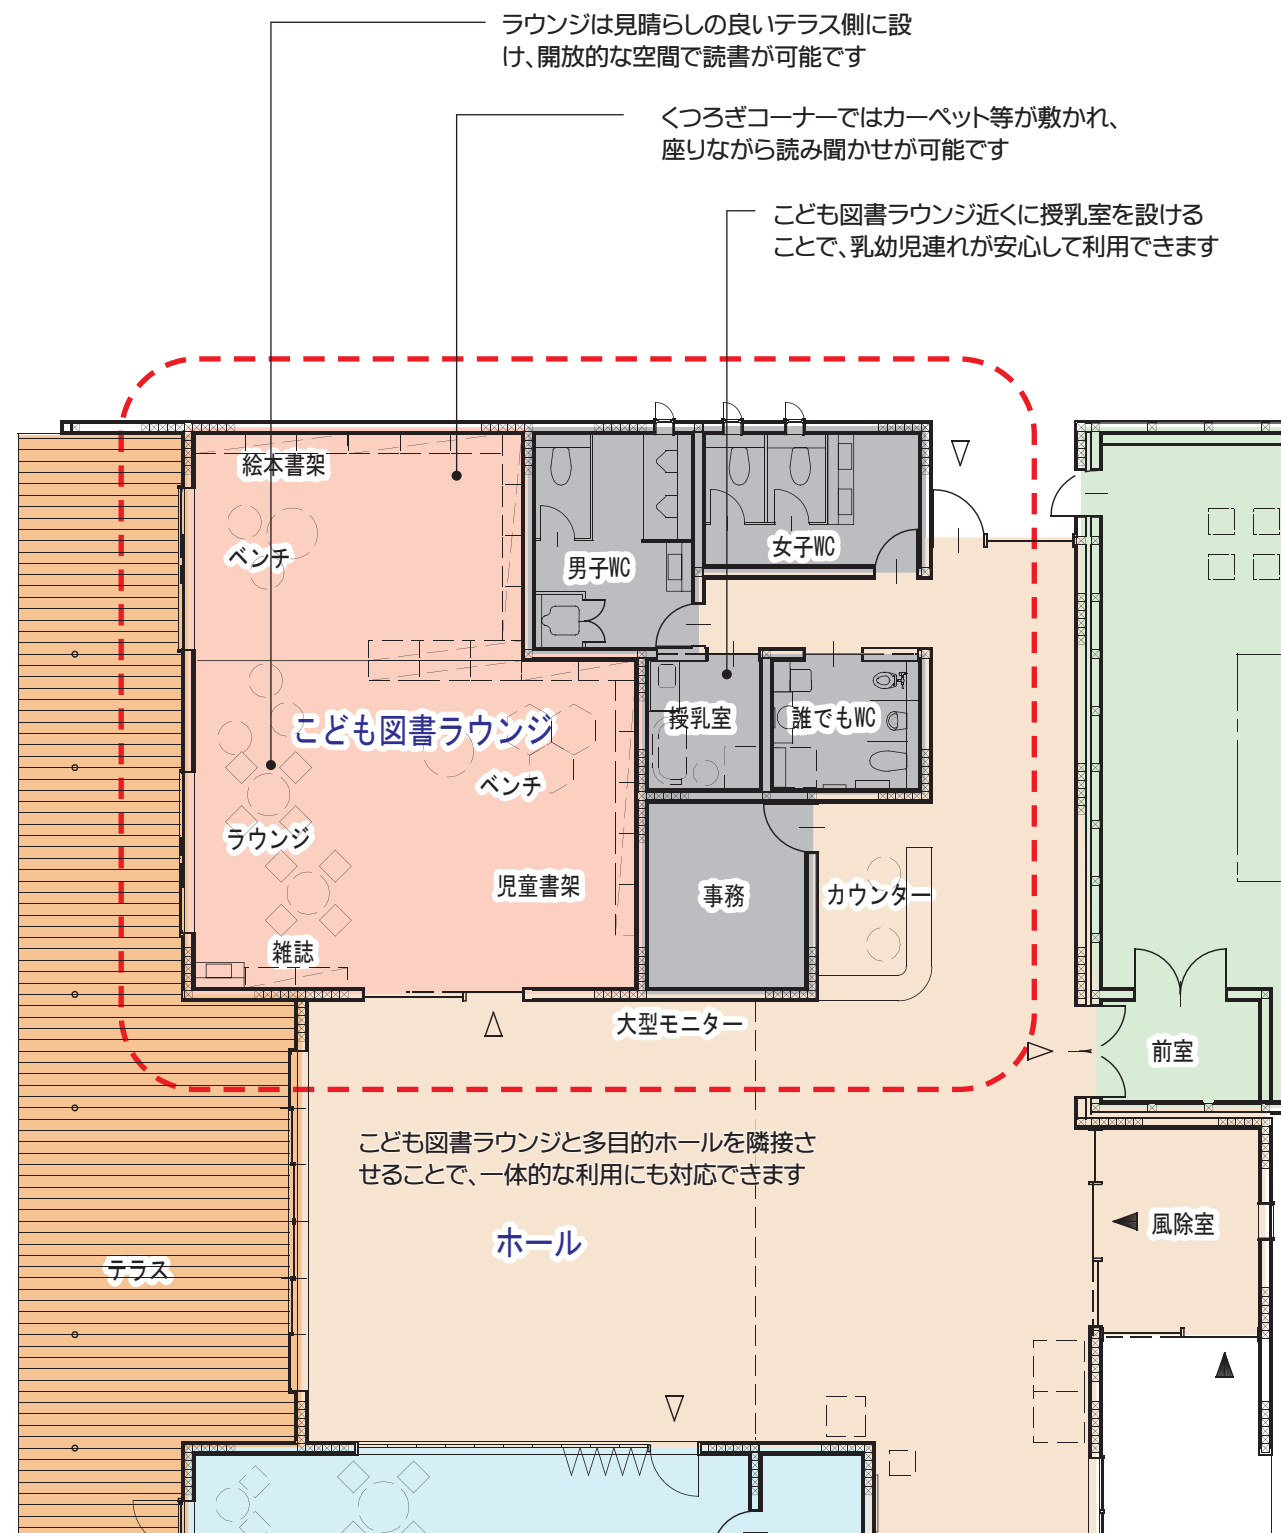 ラウンジは見晴らしの良いテラス側に設
け、開放的な空間で読書が可能です
くつろぎコーナーではカーペット等が敷かれ、
座りながら読み聞かせが可能です
こども図書ラウンジ近くに授乳室を設ける
ことで、乳幼児連れが安心して利用できます
絵本書架
ベンチ
男子WC
女子WC
こども図書ラウンジ
授乳室
誰でもWC
ベンチ
ラウンジ
児童書架
事務
カウンター
雑誌
大型モニター
前室
こども図書ラウンジと多目的ホールを隣接さ
せることで、一体的な利用にも対応できます
ホール
風除室
テラス